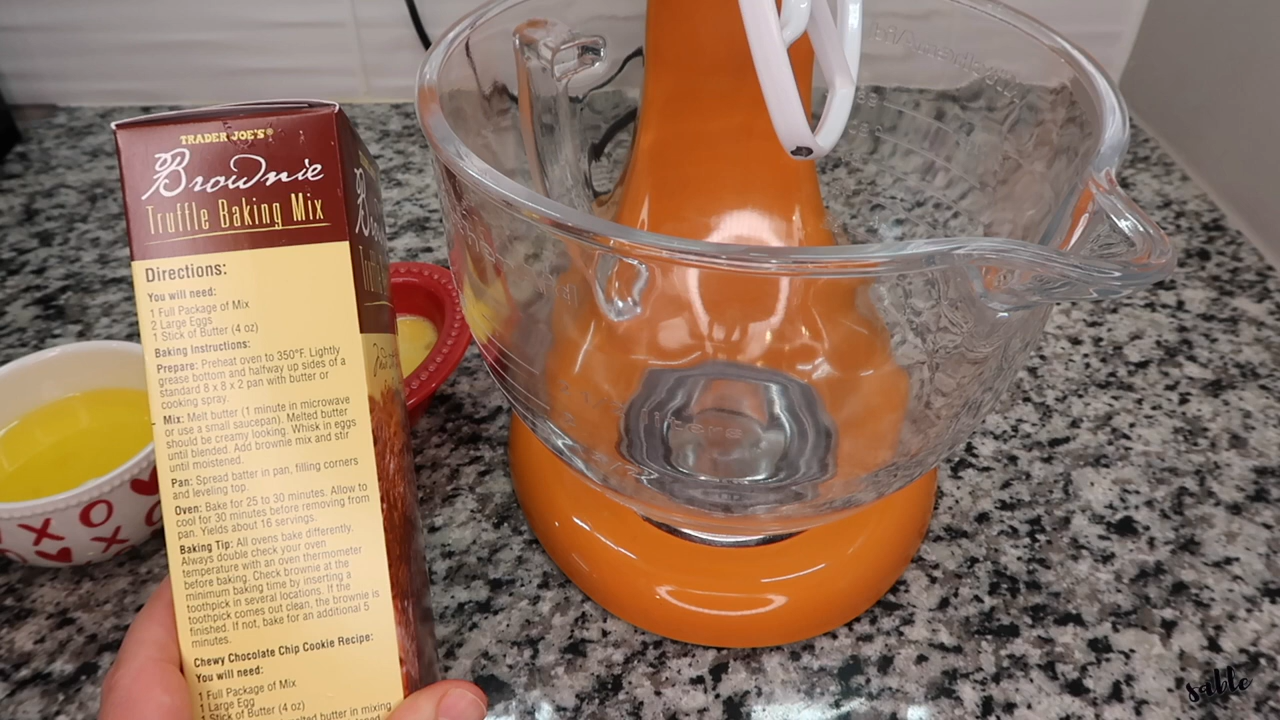 TRADER JOE'S®
Brownie
Truffle Baking Mix
Directions:
You will need:
1 Full Package of Mix
2 Large Eggs
1 Stick of Butter (4 oz)
Baking Instructions:
Prepare: Preheat oven to 350°F. Lightly
grease bottom and halfway up sides of a
standard 8 x 8 x 2 pan with butter or
cooking spray.
Mix: Melt butter (1 minute in microwave
or use a small saucepan). Melted butter
should be creamy looking. Whisk in eggs
until blended. Add brownie mix and stir
until moistened.
Pan: Spread batter in pan, filling corners
and leveling top.
Oven: Bake for 25 to 30 minutes. Allow to
cool for 30 minutes before removing from
pan. Yields about 16 servings.
Baking Tip: All ovens bake differently.
Always double check your oven
temperature with an oven thermometer
before baking. Check brownie at the
minimum baking time by inserting a
toothpick in several locations. If the
toothpick comes out clean, the brownie is
finished. If not, bake for an additional 5
minutes.
Chewy Chocolate Chip Cookie Recipe:
You will need:
1 Full Package of Mix
1 Large Egg
1 Stick of Butter (4 oz)
melted butter in mixing
KitchenAid
liters
X O
X X
sable